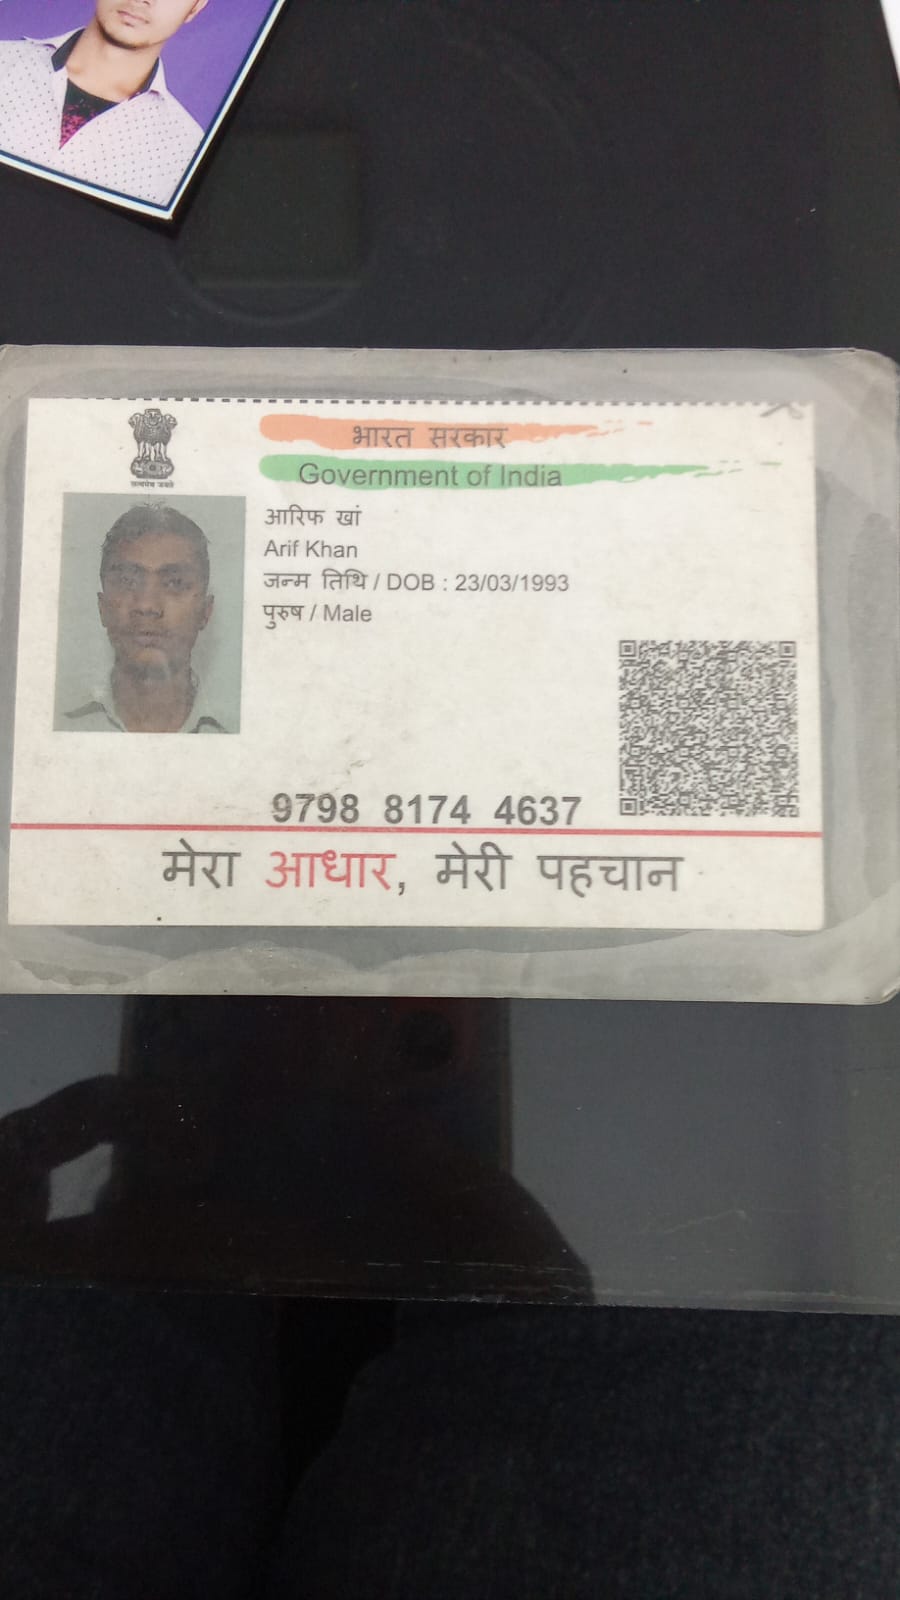 सत्यमेव जयते
भारत सरकार
Government of India
आरिफ खां
Arif Khan
जन्म तिथि / DOB : 23/03/1993
पुरुष / Male
9798 8174 4637
मेरा आधार, मेरी पहचान